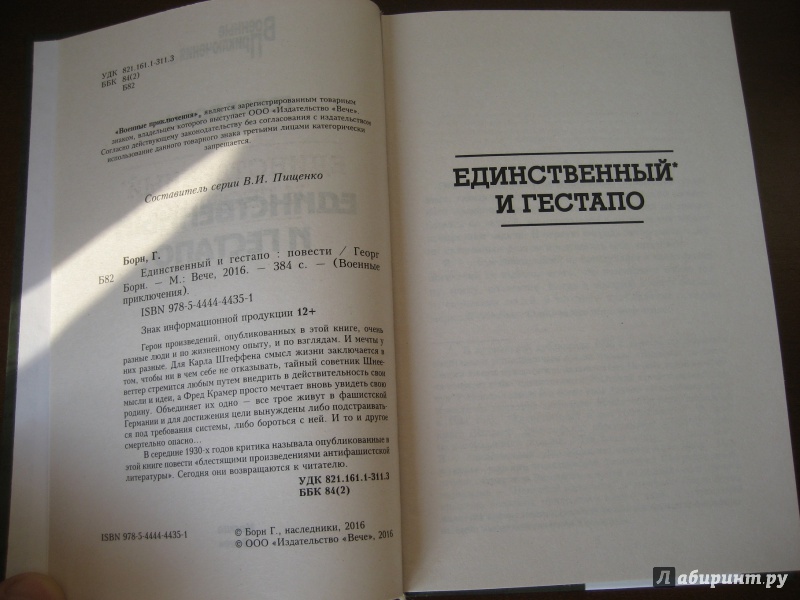 УДК 821.161.1-311.3
ББК 84(2)
Б82
«Военные приключения», является зарегистрированным товарным
знаком, владельцем которого выступает ООО «Издательство «Вече».
Согласно действующему законодательству без согласования с издательством
использование данного товарного знака третьими лицами категорически
запрещается.
Составитель серии В.И. Пищенко
Борн, Г.
Б82 Единственный и гестапо : повести / Георг
Борн. — М.: Вече, 2016. — 384 с. — (Военные
приключения).
ISBN 978-5-4444-4435-1
Знак информационной продукции 12+
Герои произведений, опубликованных в этой книге, очень
разные люди и по жизненному опыту, и по взглядам. И мечты у
них разные. Для Карла Штеффена смысл жизни заключается в
том, чтобы ни в чем себе не отказывать, тайный советник Шнее-
веттер стремится любым путем внедрить в действительность свои
мысли и идеи, а Фред Крамер просто мечтает вновь увидеть свою
родину. Объединяет их одно — все трое живут в фашистской
Германии и для достижения цели вынуждены либо подстраивать-
ся под требования системы, либо бороться с ней. И то и другое
смертельно опасно...
В середине 1930-х годов критика называла опубликованные в
этой книге повести «блестящими произведениями антифашистской
литературы». Сегодня они возвращаются к читателю.
УДК 821.161.1-311.3
ББК 84(2)
ISBN 978-5-4444-4435-1
© Борн Г., наследники, 2016
© ООО «Издательство «Вече», 2016
ЕДИНСТВЕННЫЙ*
И ГЕСТАПО
Лабиринт.ру